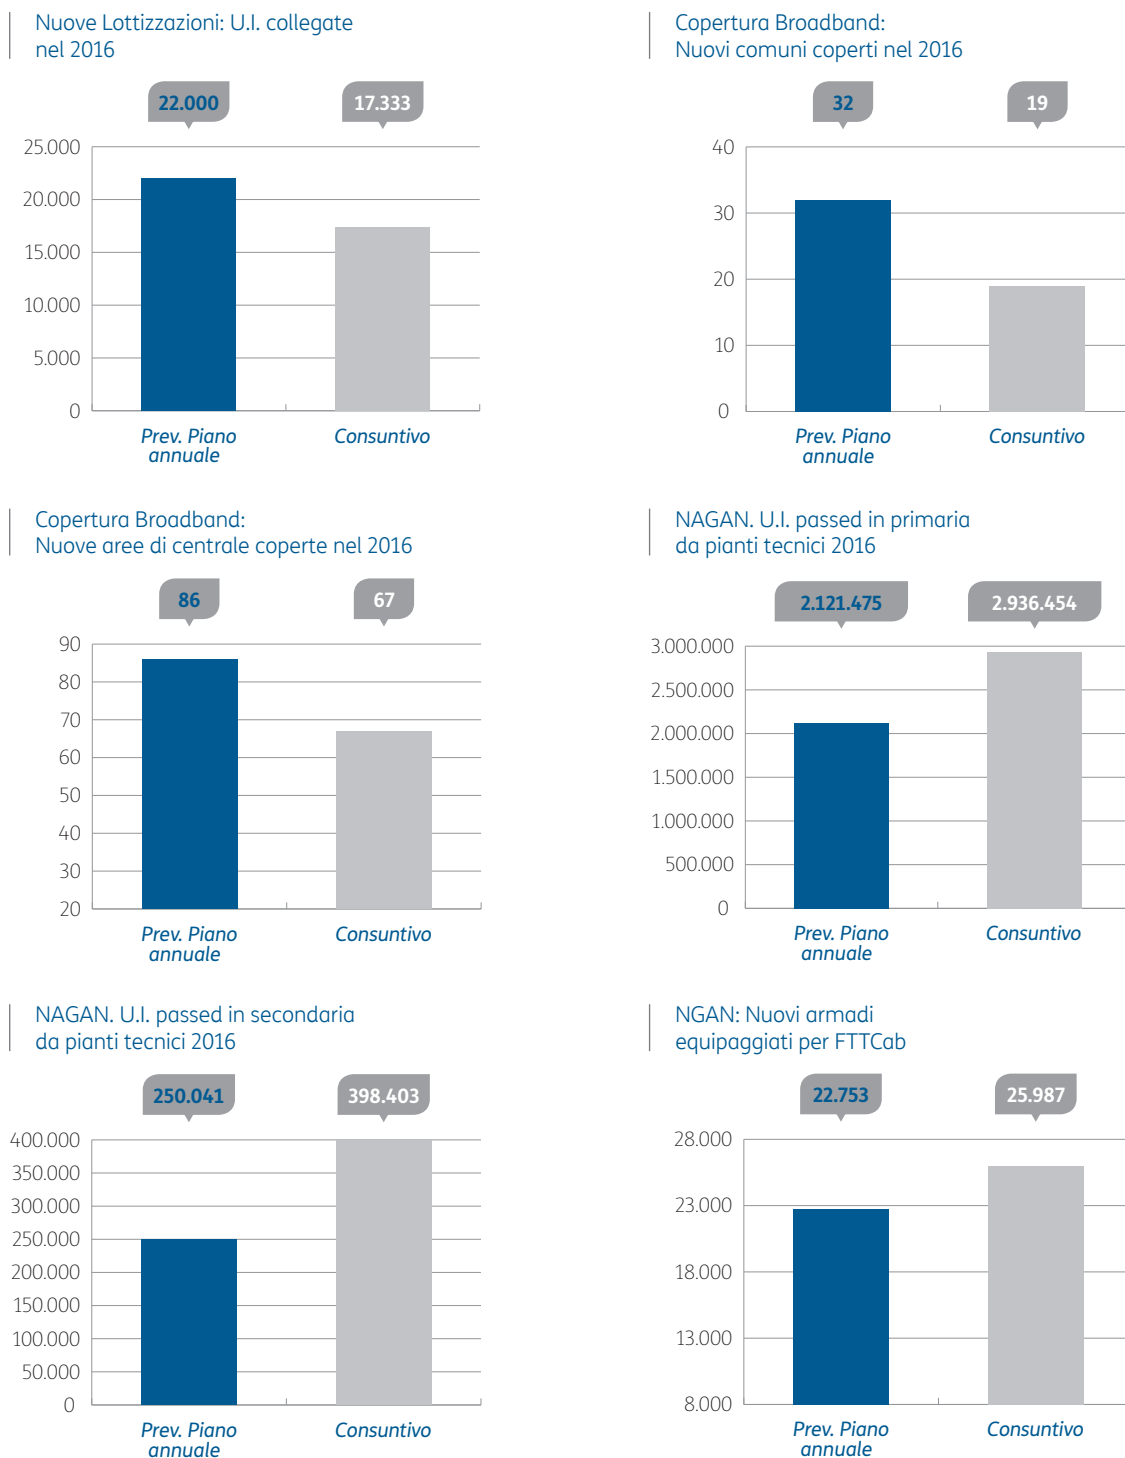 Nuove Lottizzazioni: U.I. collegate
nel 2016
22.000
17.333
25.000
20.000
15.000
10.000
5.000
0
Prev. Piano
annuale
Consuntivo
Copertura Broadband:
Nuovi comuni coperti nel 2016
32
19
40
30
20
10
0
Prev. Piano
annuale
Consuntivo
Copertura Broadband:
Nuove aree di centrale coperte nel 2016
86
67
90
80
70
60
50
40
30
20
Prev. Piano
annuale
Consuntivo
NAGAN. U.I. passed in primaria
da pianti tecnici 2016
2.121.475
2.936.454
3.000.000
2.500.000
2.000.000
1.500.000
1.000.000
500.000
0
Prev. Piano
annuale
Consuntivo
NAGAN. U.I. passed in secondaria
da pianti tecnici 2016
250.041
398.403
400.000
350.000
300.000
250.000
200.000
150.000
100.000
50.000
0
Prev. Piano
annuale
Consuntivo
NGAN: Nuovi armadi
equipaggiati per FTTCab
22.753
25.987
28.000
23.000
18.000
13.000
8.000
Prev. Piano
annuale
Consuntivo